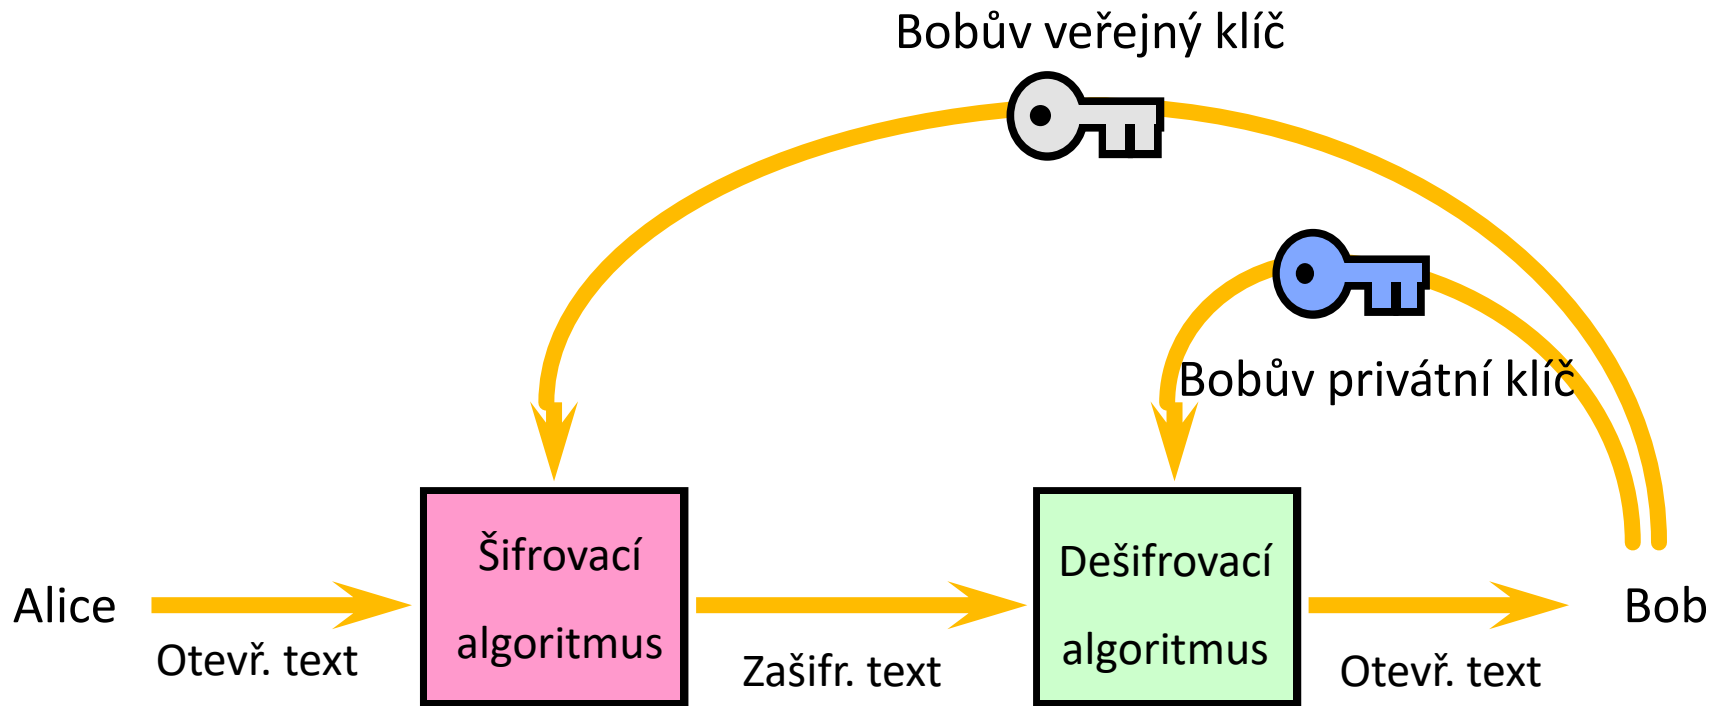 Bobův veřejný klíč
Bobův privátní klíč
Šifrovací
algoritmus
Dešifrovací
algoritmus
Alice
Otevř. text
Zašifr. text
Otevř. text
Bob